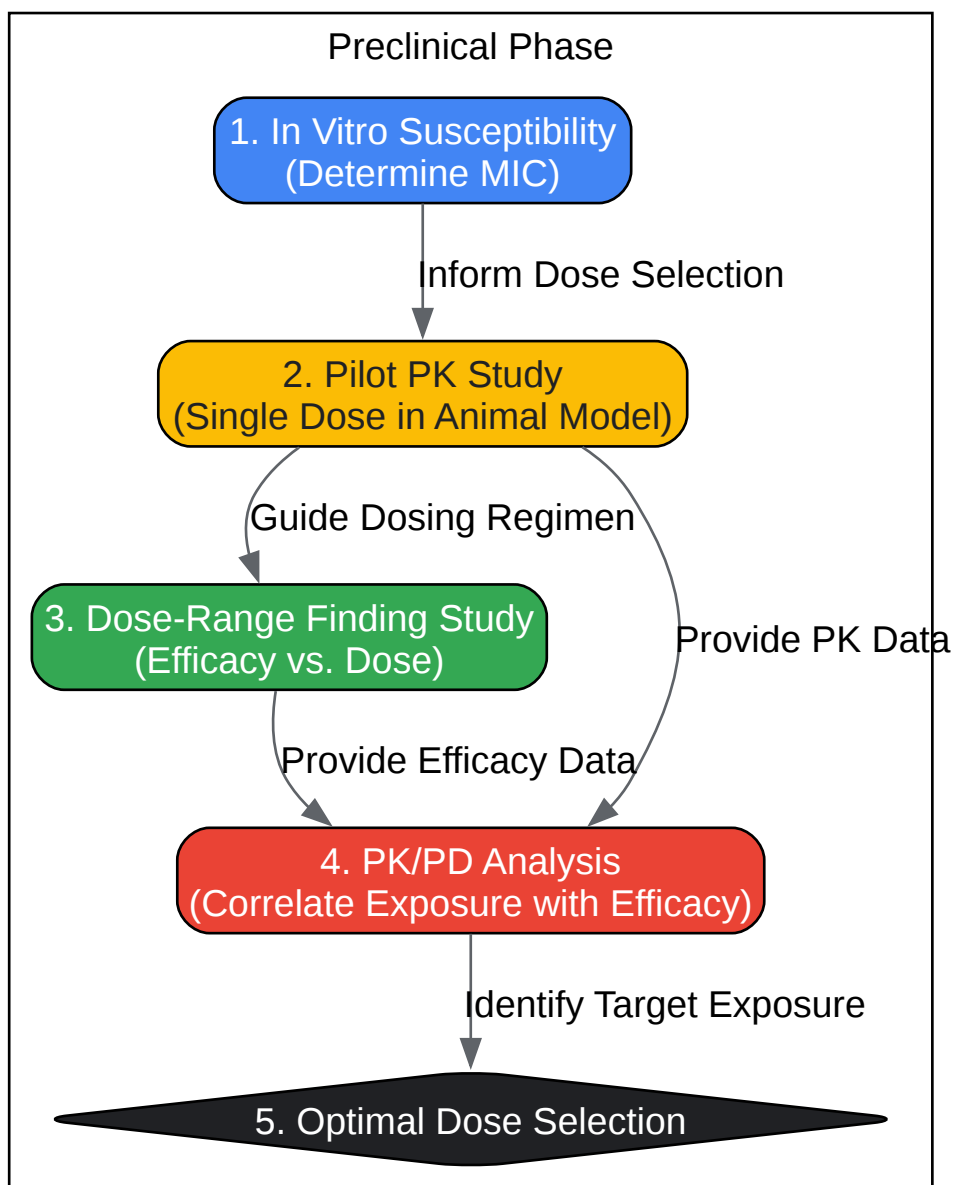 Preclinical Phase
1. In Vitro Susceptibility
(Determine MIC)
Inform Dose Selection
2. Pilot PK Study
(Single Dose in Animal Model)
Guide Dosing Regimen
3. Dose-Range Finding Study
(Efficacy vs. Dose)
Provide PK Data
Provide Efficacy Data
4. PK/PD Analysis
(Correlate Exposure with Efficacy)
Identify Target Exposure
5. Optimal Dose Selection